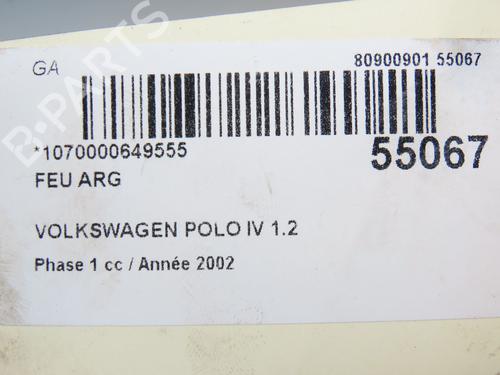 B-PARTS
GA
80900901 55067
*1070000649555
55067
FEU ARG
VOLKSWAGEN POLO IV 1.2
Phase 1 cc / Année 2002